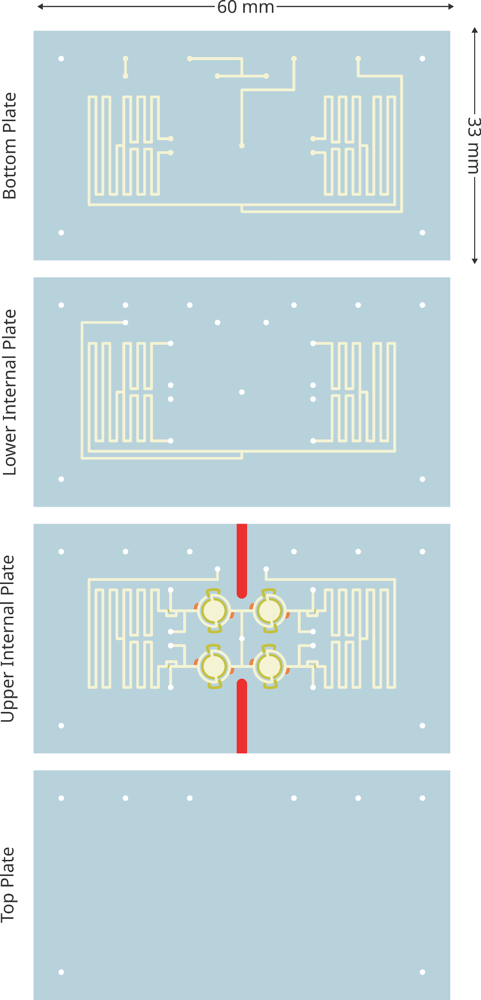 60 mm
33 mm
Bottom Plate
Lower Internal Plate
Upper Internal Plate
Top Plate